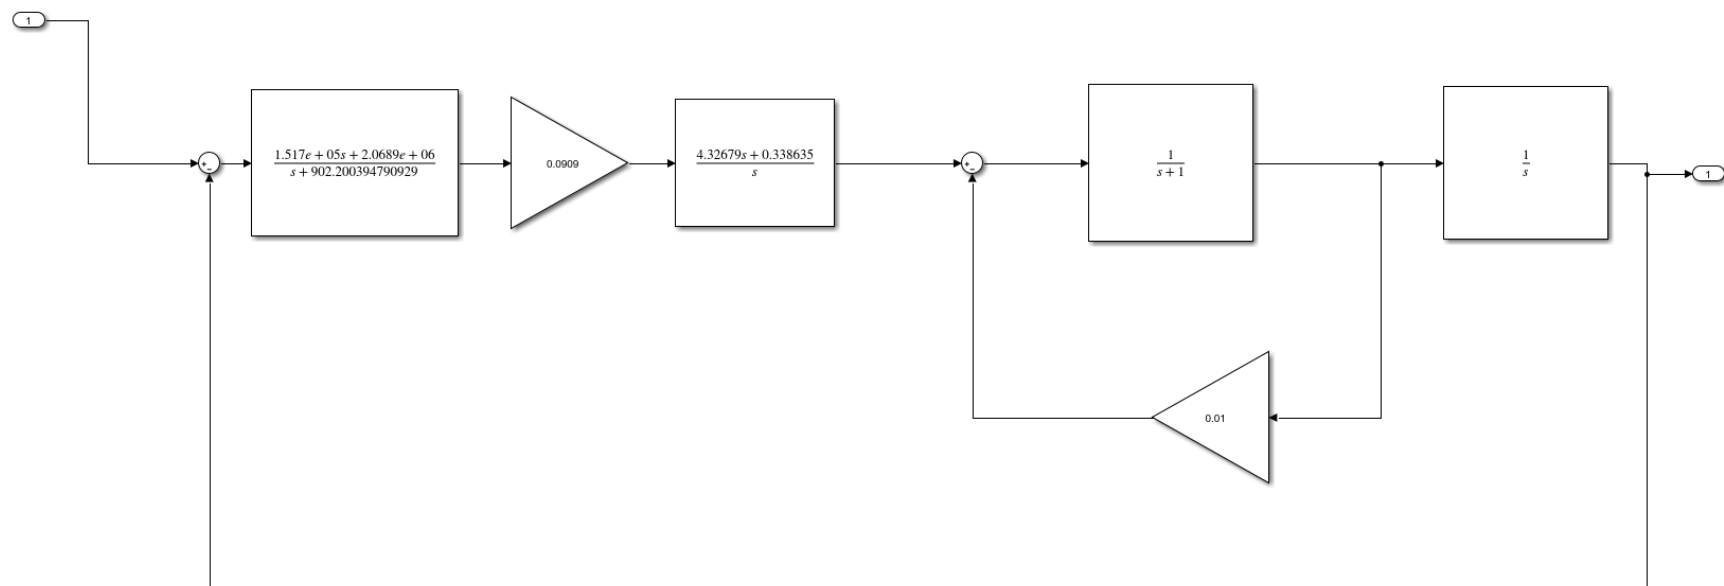 1
1.517e + 05s + 2.0689e + 06
s + 902.200394790929
0.0909
4.32679s + 0.338635
s
1
s + 1
1
s
1
0.01
+
−
+
−